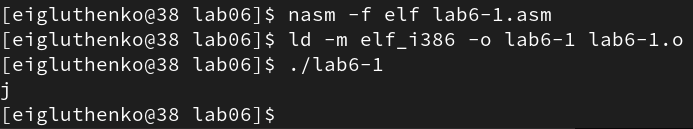 [eigluthenko@38 lab06]$ nasm -f elf lab6-1.asm
[eigluthenko@38 lab06]$ ld -m elf_i386 -o lab6-1 lab6-1.o
[eigluthenko@38 lab06]$ ./lab6-1
j
[eigluthenko@38 lab06]$